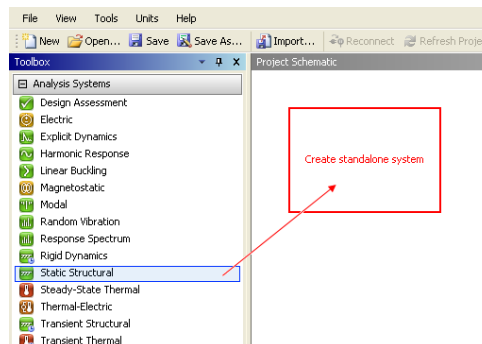 File View Tools Units Help
New Open... Save Save As... Import... Reconnect Refresh Proje
Toolbox X Project Schematic
Analysis Systems
Design Assessment
Electric
Explicit Dynamics
Harmonic Response
Linear Buckling
Magnetostatic
Modal
Random Vibration
Response Spectrum
Rigid Dynamics
Static Structural
Steady-State Thermal
Thermal-Electric
Transient Structural
Transient Thermal
Create standalone system